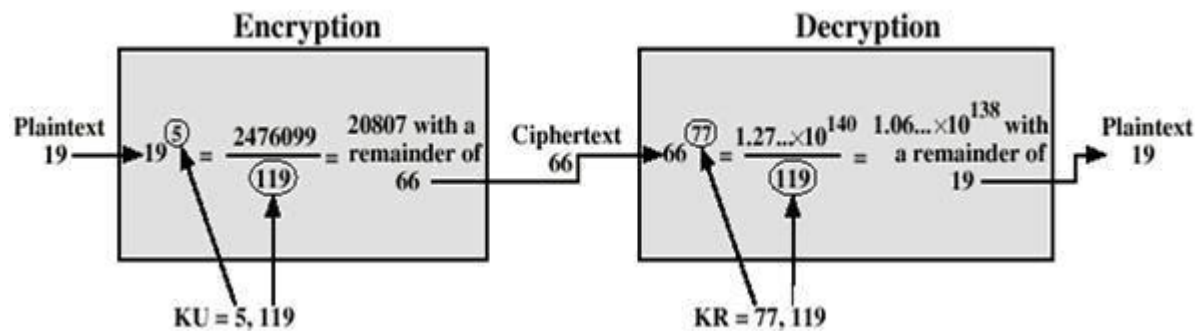 Encryption
Plaintext
19
19^5 = 2476099 / 119 = 20807 with a
remainder of
66
KU = 5, 119
Ciphertext
66
Decryption
66^77 = 1.27...×10^140 / 119 = 1.06...×10^138 with
a remainder of
19
KR = 77, 119
Plaintext
19